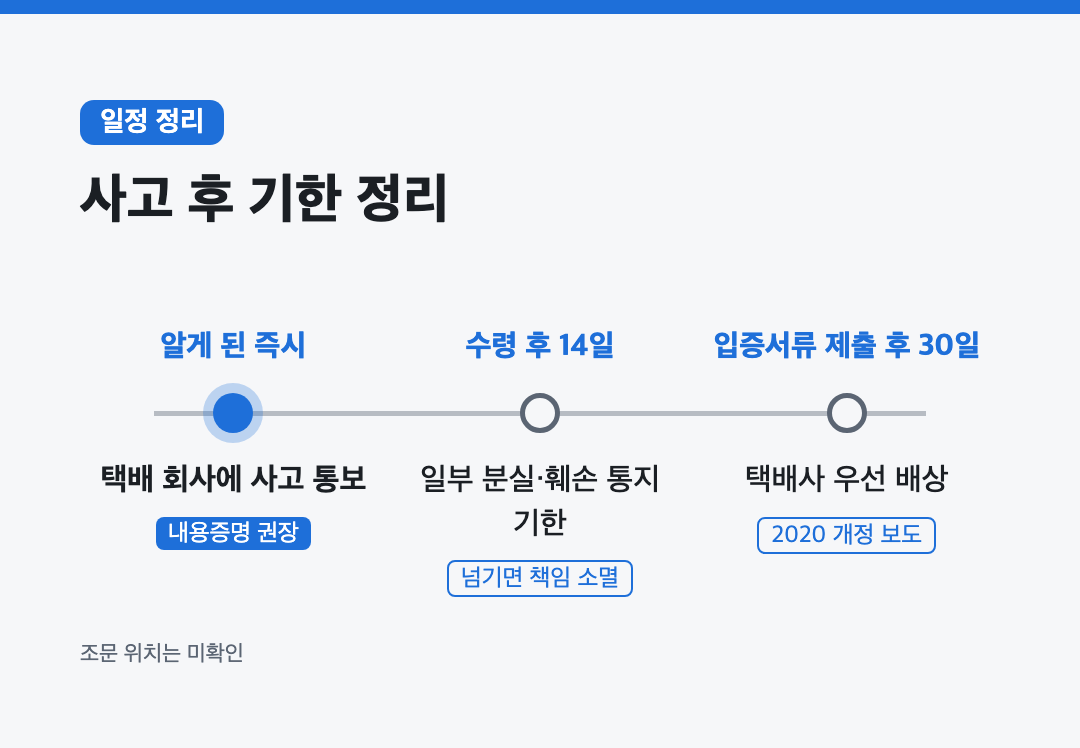 일정 정리
사고 후 기한 정리
알게 된 즉시
수령 후 14일
입증서류 제출 후 30일
택배 회사에 사고 통보
내용증명 권장
일부 분실·훼손 통지
기한
넘기면 책임 소멸
택배사 우선 배상
2020 개정 보도
조문 위치는 미확인